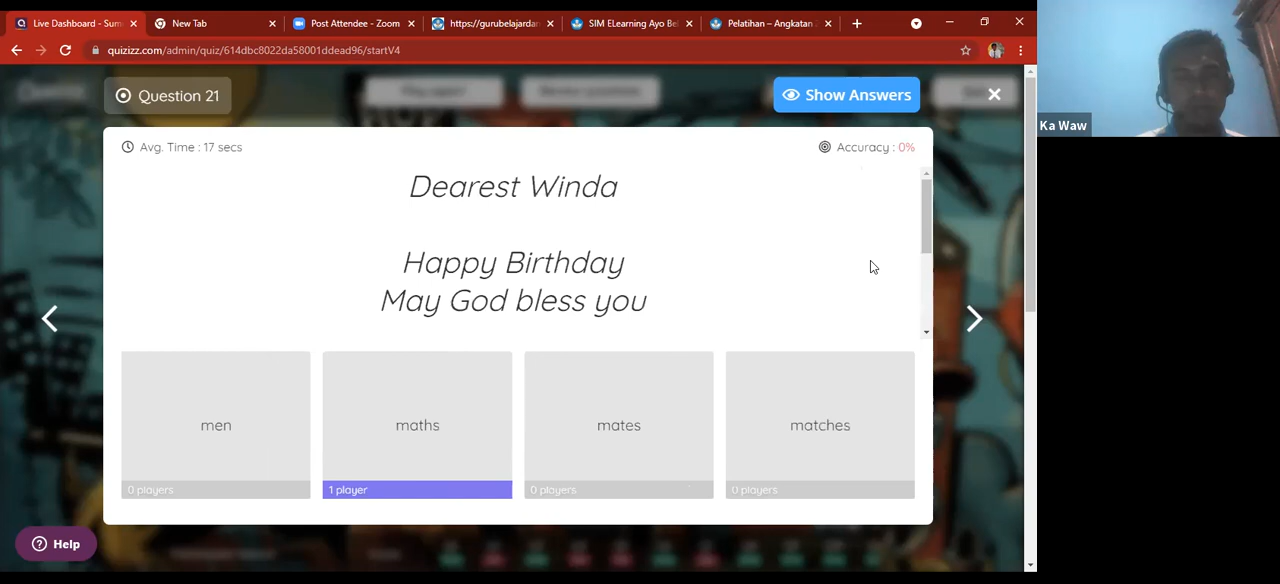 Live Dashboard - Sum
New Tab
Post Attendee - Zoom
https://gurubelajardan
SIM ELearning Ayo Bel
Pelatihan – Angkatan 2
quizizz.com/admin/quiz/614dbc8022da58001ddead96/startV4
Question 21
Show Answers
Avg. Time : 17 secs
Accuracy : 0%
Dearest Winda
Happy Birthday
May God bless you
men
maths
mates
matches
0 players
1 player
0 players
0 players
Help
Ka Waw